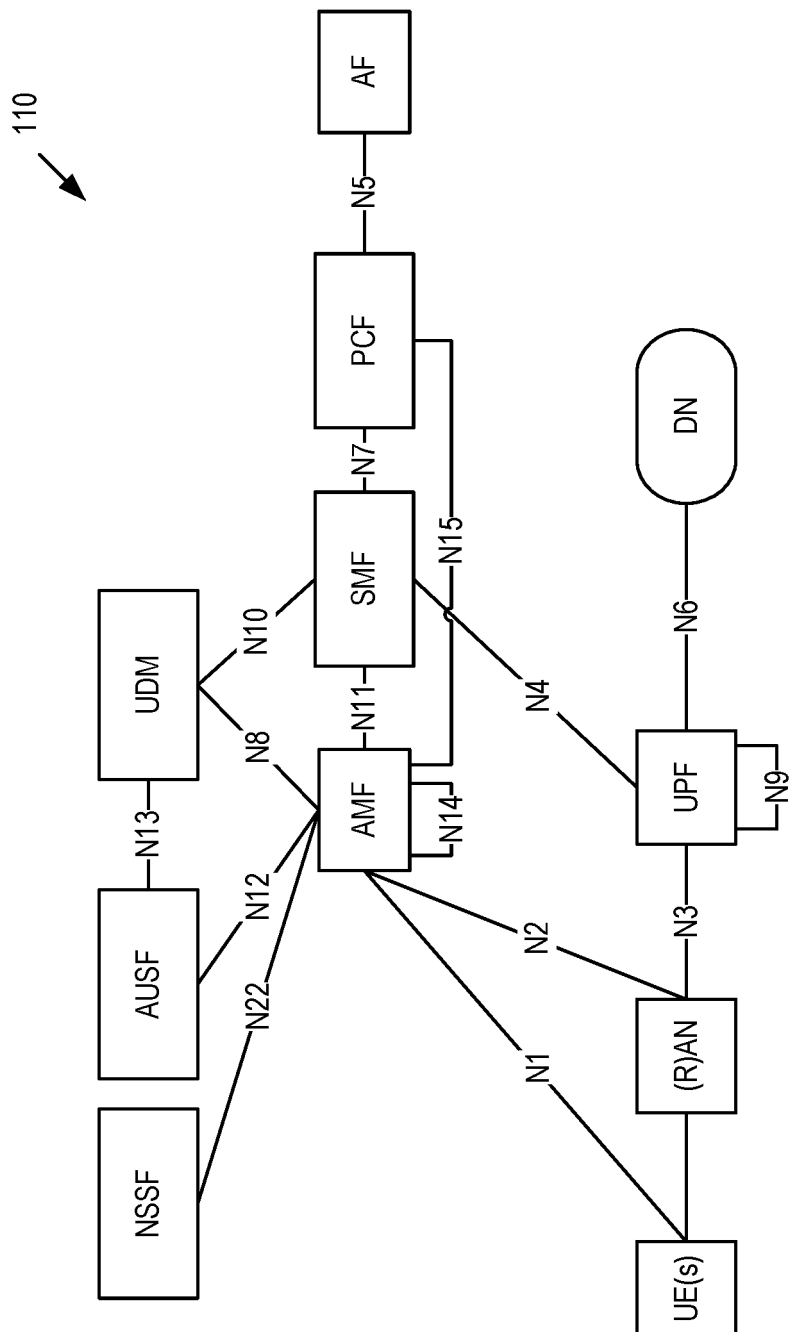 110
NSSF
AUSF
N13
UDM
N22
N12
N8
N10
AMF
N11
SMF
N7
PCF
N5
AF
N14
N15
N1
N2
N4
UE(s)
(R)AN
N3
UPF
N6
DN
N9